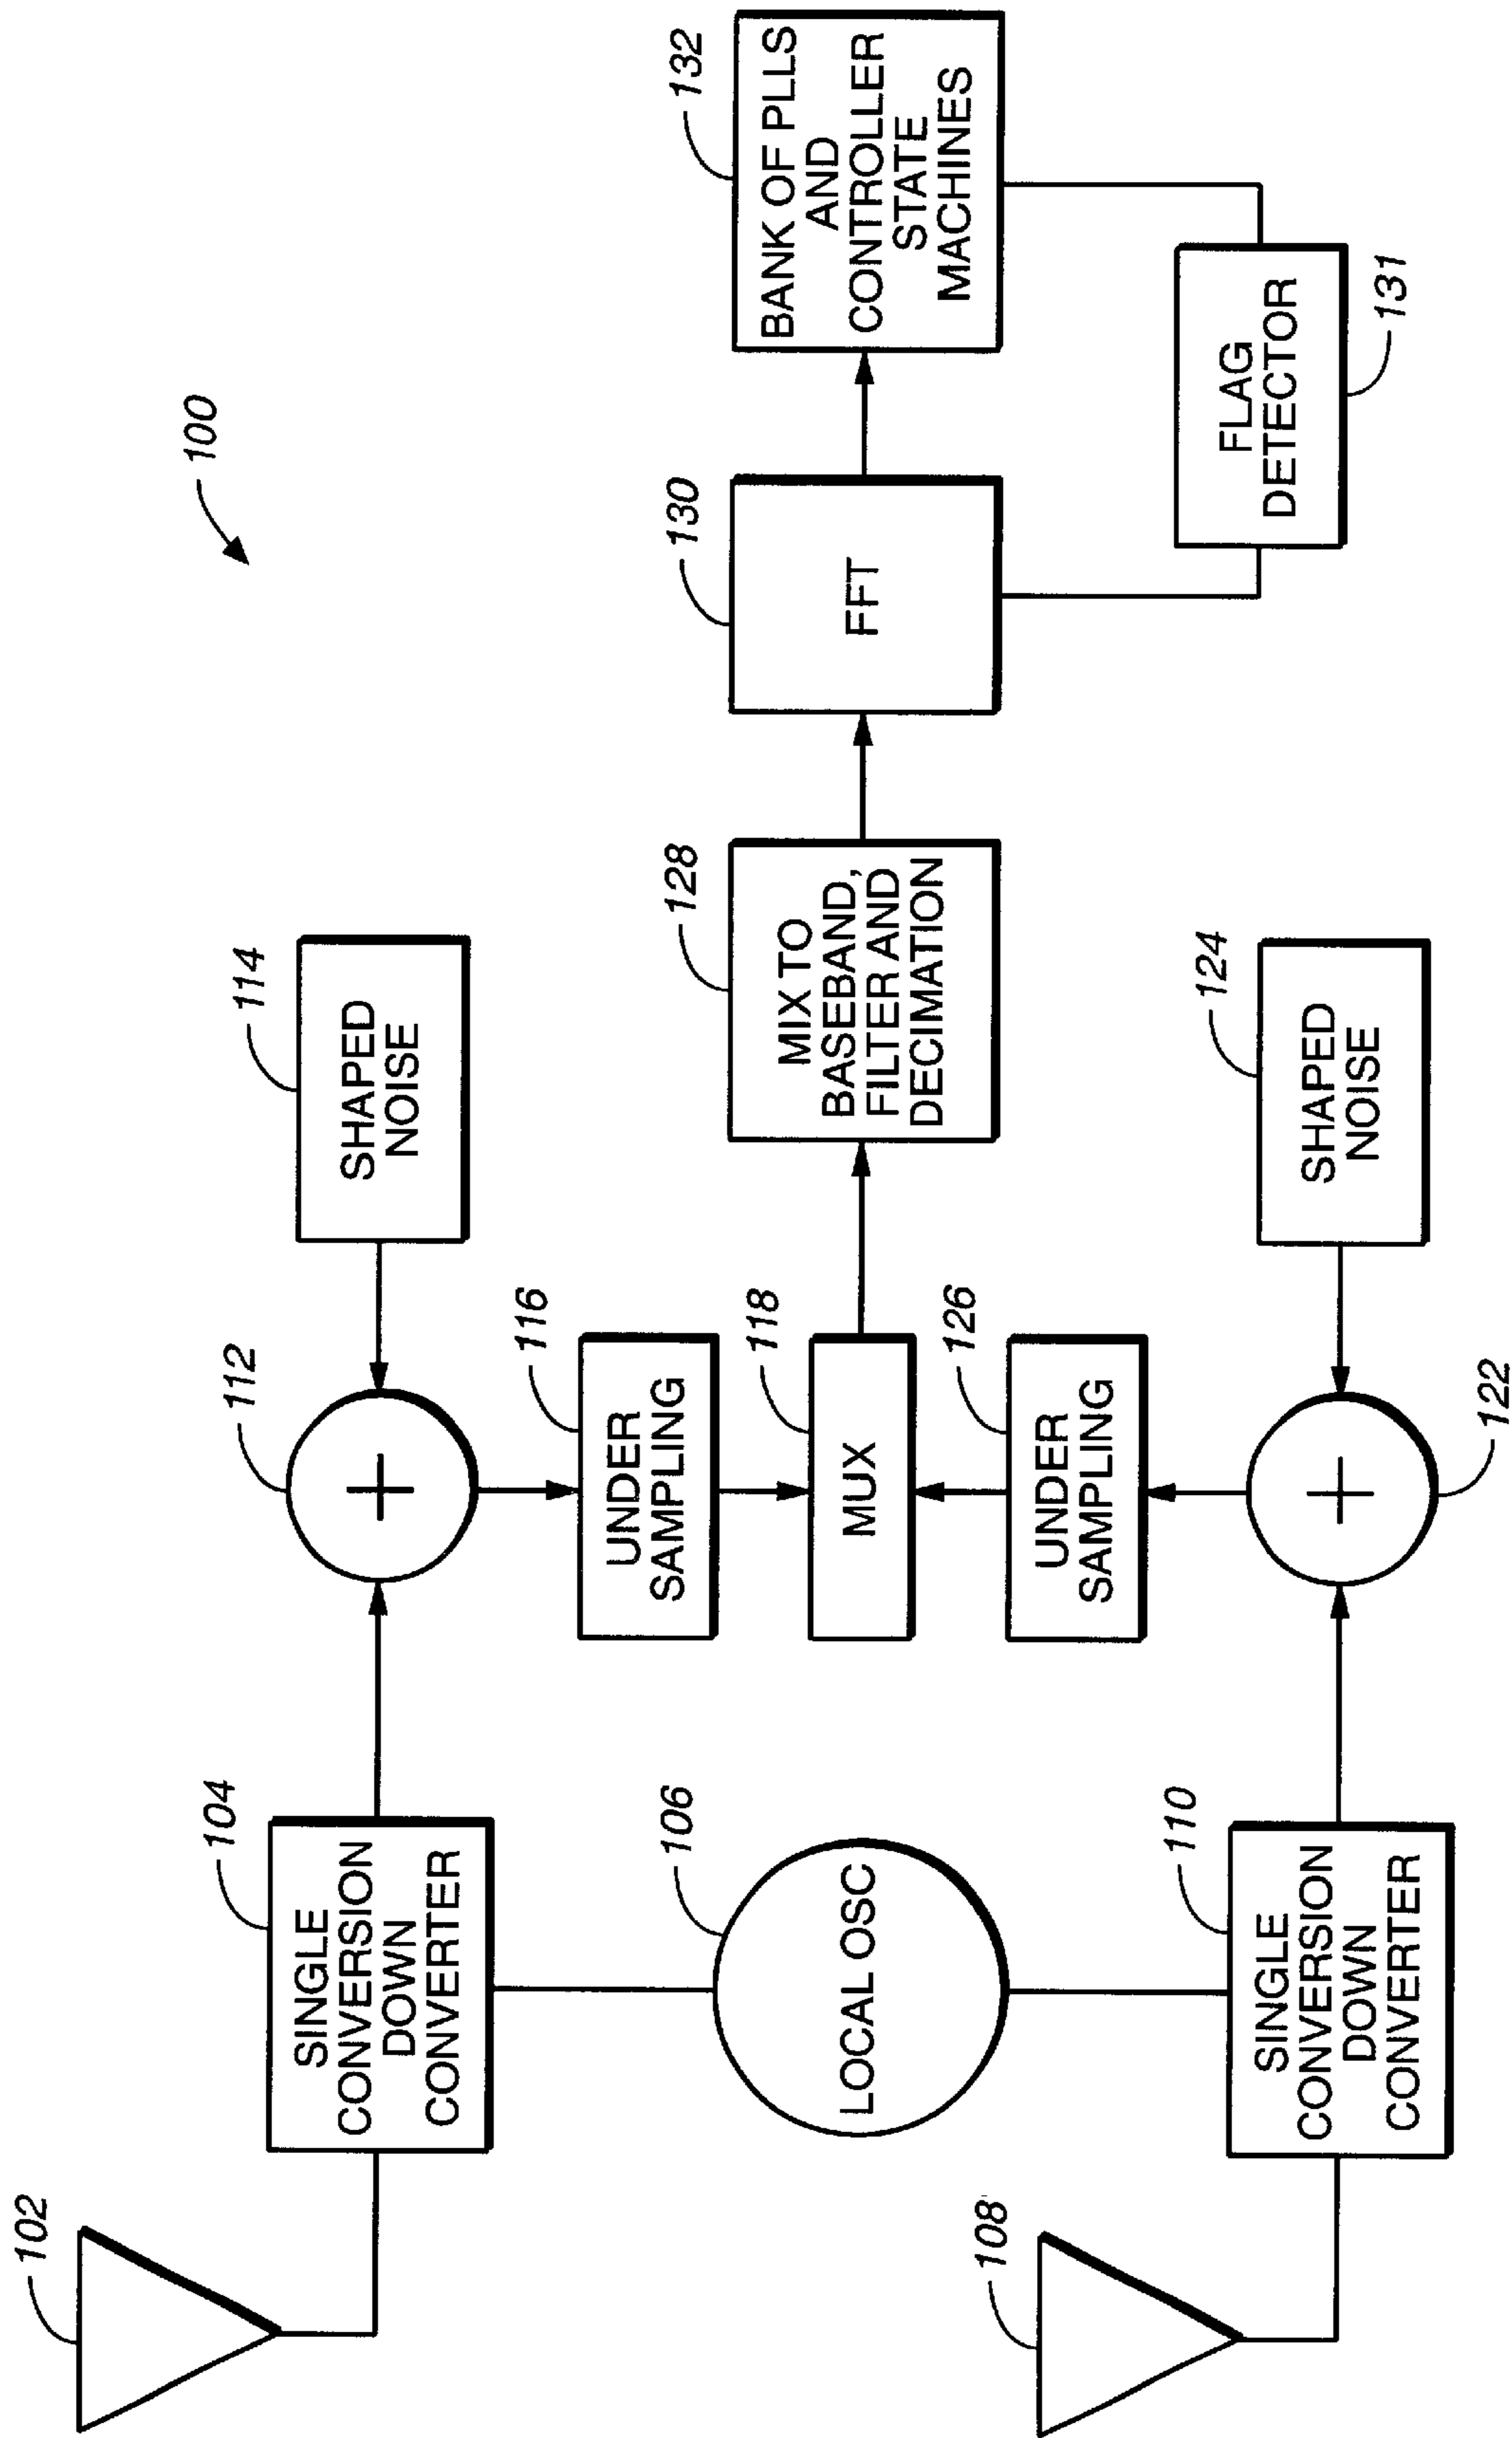 100
102
104
SINGLE
CONVERSION
DOWN
CONVERTER
112
114
SHAPED
NOISE
116
UNDER
SAMPLING
106
LOCAL OSC
118
MUX
128
MIX TO
BASEBAND,
FILTER AND
DECIMATION
130
FFT
132
BANK OF PLLS
AND
CONTROLLER
STATE
MACHINES
126
UNDER
SAMPLING
108
110
SINGLE
CONVERSION
DOWN
CONVERTER
122
124
SHAPED
NOISE
FLAG
DETECTOR
131